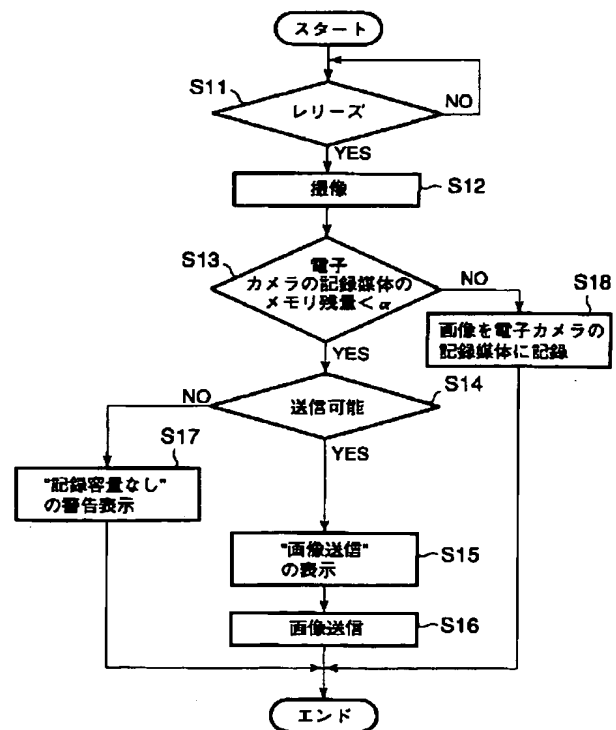 スタート
S11
レリーズ
NO
YES
撮像
S12
S13
電子
カメラの記録媒体の
メモリ残量<α
NO
S18
画像を電子カメラの
記録媒体に記録
YES
NO
送信可能
S14
S17
YES
"記録容量なし"
の警告表示
"画像送信"
の表示
S15
画像送信
S16
エンド